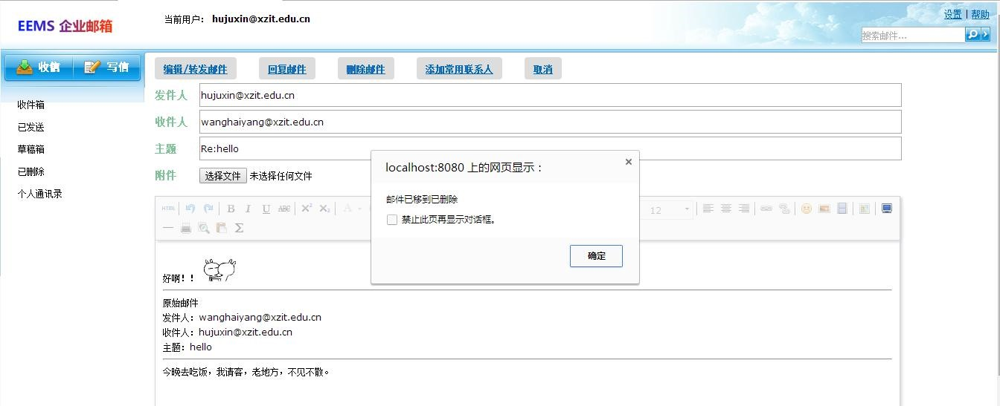 EEMS 企业邮箱
当前用户： hujuxin@xzit.edu.cn
设置 | 帮助
搜索邮件...
收信 写信
收件箱
已发送
草稿箱
已删除
个人通讯录
编辑/转发邮件 回复邮件 删除邮件 添加常用联系人 取消
发件人 hujuxin@xzit.edu.cn
收件人 wanghaiyang@xzit.edu.cn
主题 Re:hello
附件 选择文件 未选择任何文件
HTML B I U ABC X² X₂ A 12
Σ
localhost:8080 上的网页显示：
邮件已移到已删除
禁止此页再显示对话框。
确定
好啊！！
原始邮件
发件人：wanghaiyang@xzit.edu.cn
收件人：hujuxin@xzit.edu.cn
主题：hello
今晚去吃饭，我请客，老地方，不见不散。